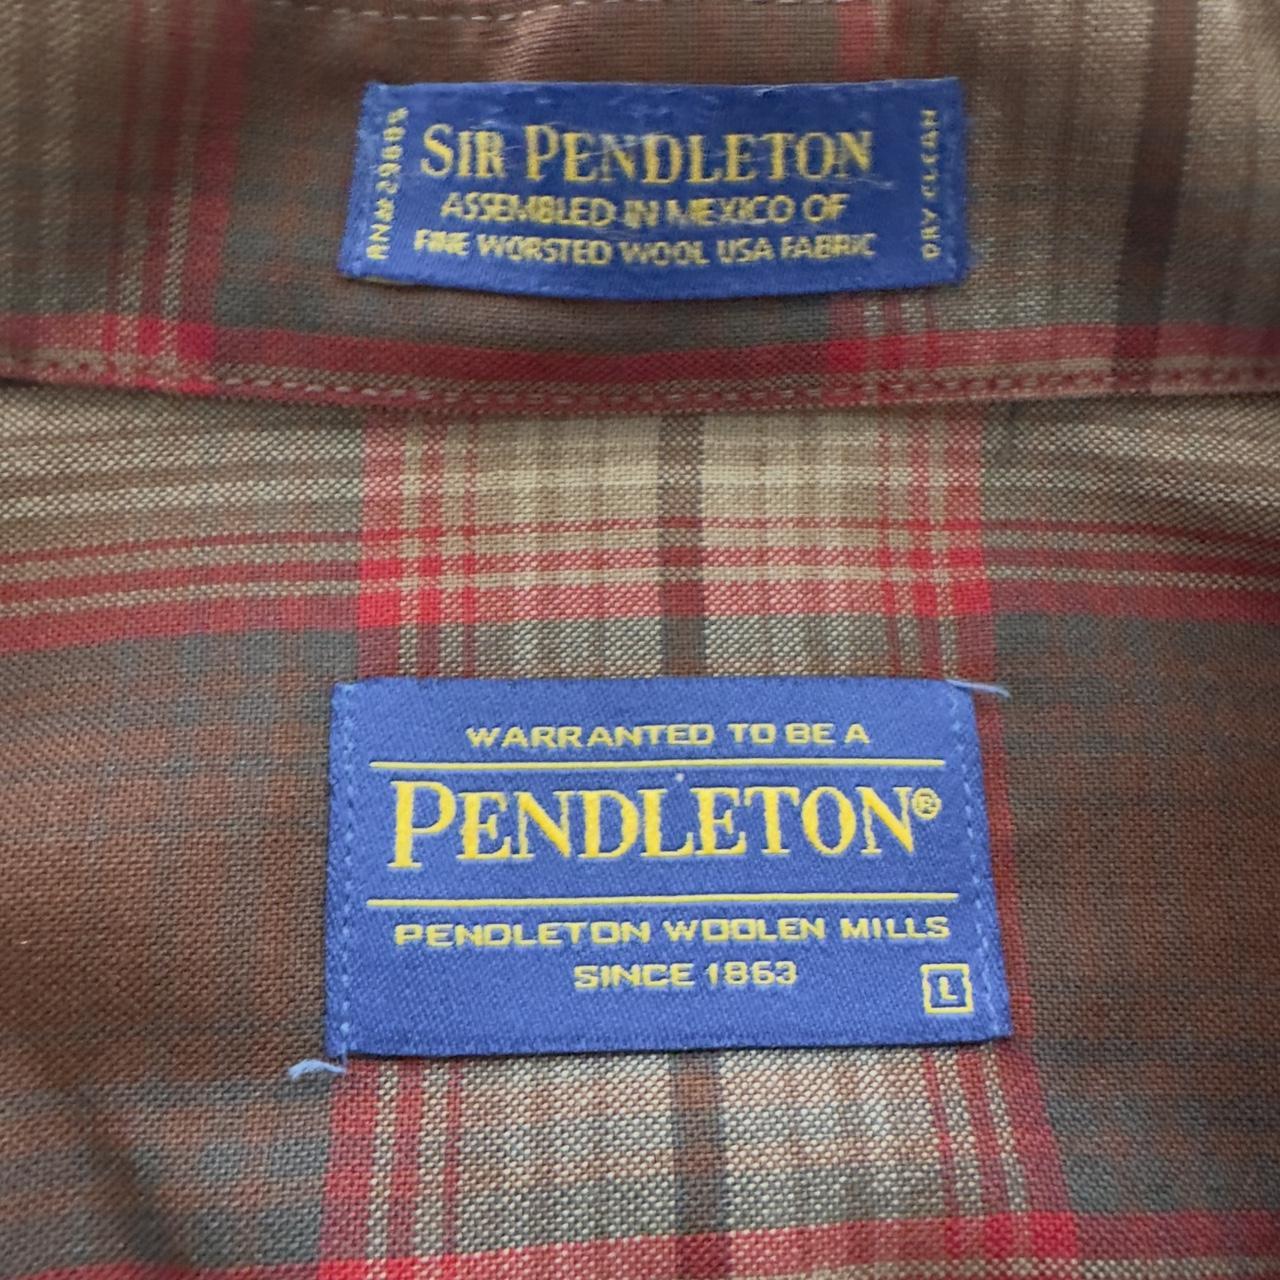 SIR PENDLETON
ASSEMBLED IN MEXICO OF
FINE WORSTED WOOL USA FABRIC
DRY CLEAN
WARRANTED TO BE A
PENDLETON®
PENDLETON WOOLEN MILLS
SINCE 1863
L